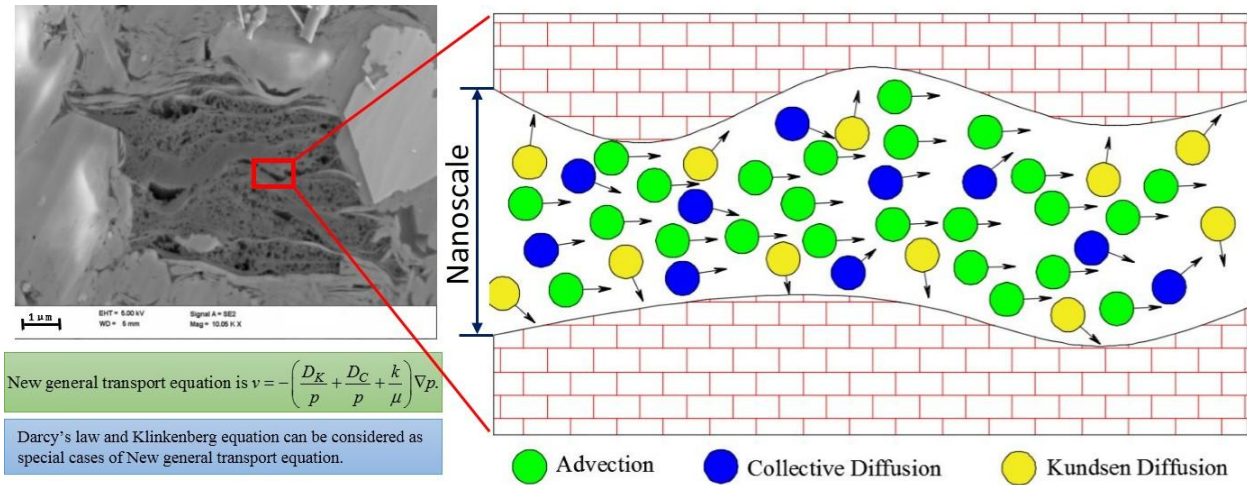 Nanoscale
1 μm
EHT = 5.00 kV
WD = 5 mm
Signal A = SE2
Mag = 10.05 K X
New general transport equation is v = −(D_K/p + D_C/p + k/μ)∇p.
Darcy's law and Klinkenberg equation can be considered as
special cases of New general transport equation.
Advection
Collective Diffusion
Kundsen Diffusion